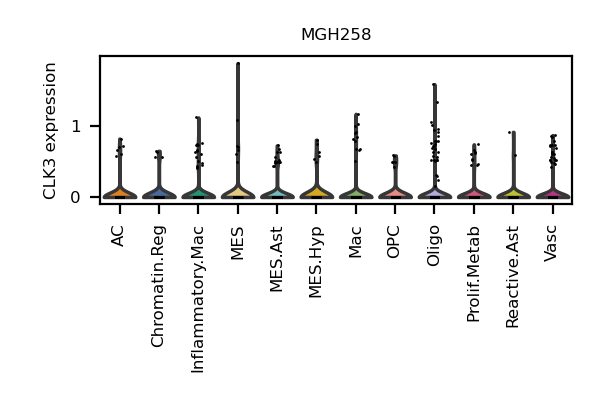 MGH258
CLK3 expression
1
0
AC
Chromatin.Reg
Inflammatory.Mac
MES
MES.Ast
MES.Hyp
Mac
OPC
Oligo
Prolif.Metab
Reactive.Ast
Vasc